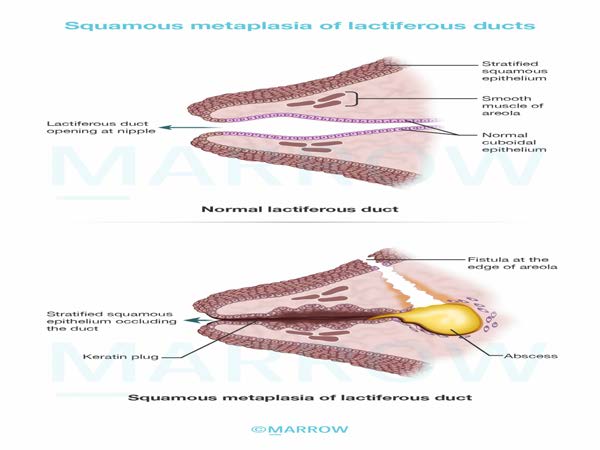 Squamous metaplasia of lactiferous ducts
Stratified
squamous
epithelium
Smooth
muscle of
areola
Lactiferous duct
opening at nipple
Normal
cuboidal
epithelium
MARROW
Normal lactiferous duct
Fistula at the
edge of areola
Stratified squamous
epithelium occluding
the duct
Keratin plug
Abscess
MARROW
Squamous metaplasia of lactiferous duct
©MARROW